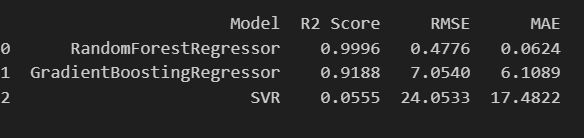 Model R2 Score RMSE MAE
0 RandomForestRegressor 0.9996 0.4776 0.0624
1 GradientBoostingRegressor 0.9188 7.0540 6.1089
2 SVR 0.0555 24.0533 17.4822